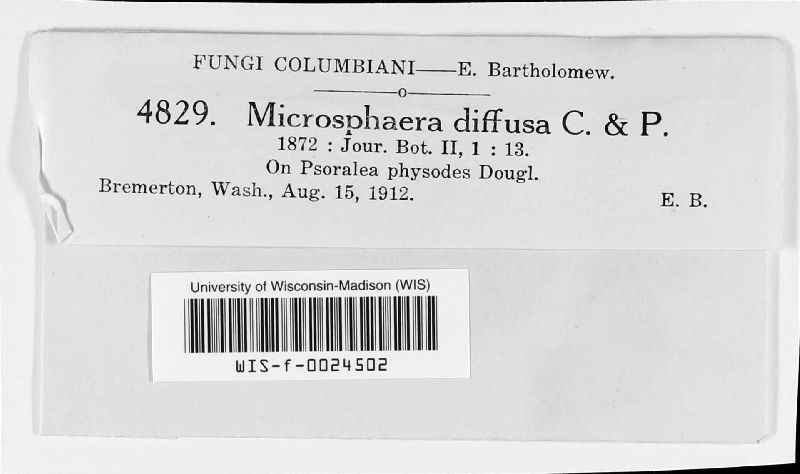 FUNGI COLUMBIANI——E. Bartholomew.
4829. Microsphaera diffusa C. & P.
1872 : Jour. Bot. II, 1 : 13.
On Psoralea physodes Dougl.
Bremerton, Wash., Aug. 15, 1912. E. B.
University of Wisconsin-Madison (WIS)
WIS-f-0024502